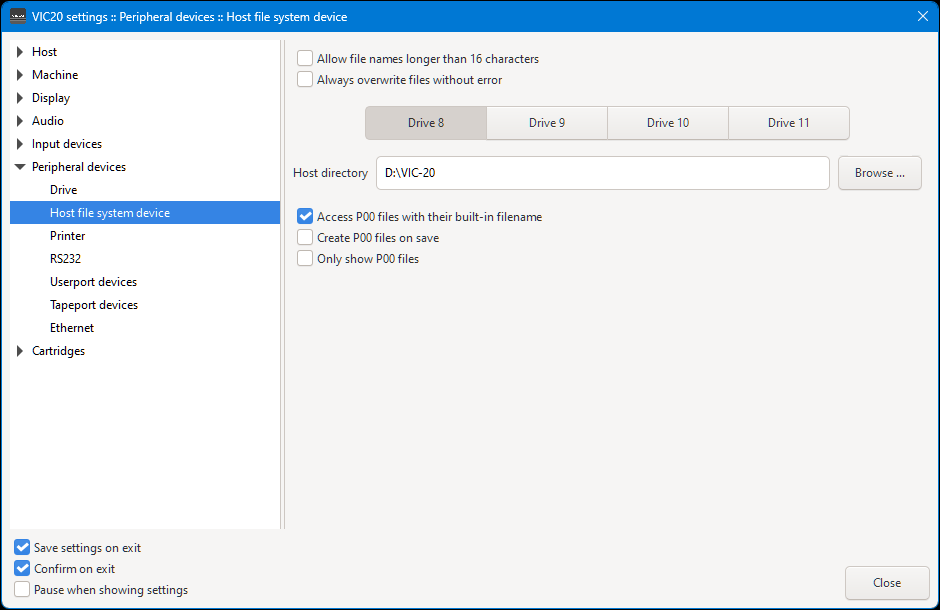 VIC20 settings :: Peripheral devices :: Host file system device
Host
Machine
Display
Audio
Input devices
Peripheral devices
Drive
Host file system device
Printer
RS232
Userport devices
Tapeport devices
Ethernet
Cartridges
Allow file names longer than 16 characters
Always overwrite files without error
Drive 8 Drive 9 Drive 10 Drive 11
Host directory D:\VIC-20 Browse ...
Access P00 files with their built-in filename
Create P00 files on save
Only show P00 files
Save settings on exit
Confirm on exit
Pause when showing settings
Close